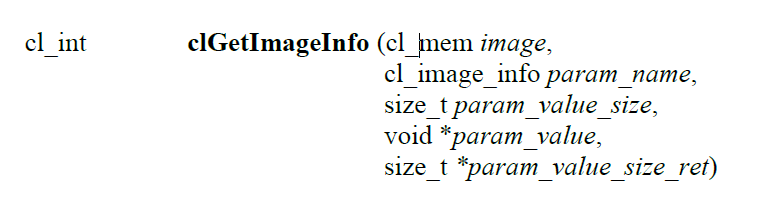 cl_int clGetImageInfo (cl_mem image,
cl_image_info param_name,
size_t param_value_size,
void *param_value,
size_t *param_value_size_ret)